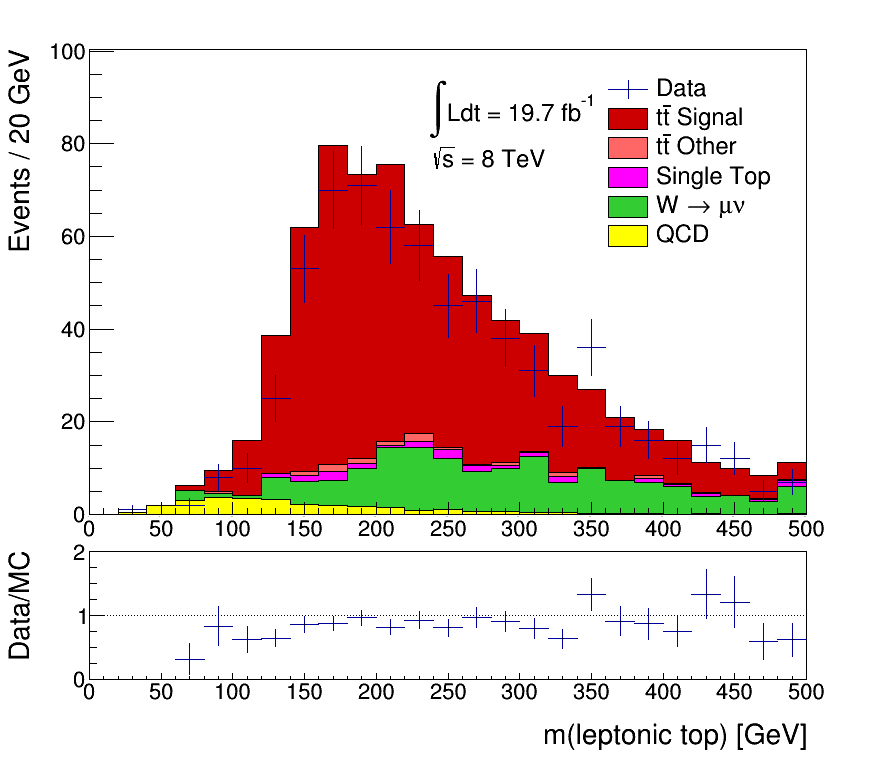 100
80
60
40
20
0
Events / 20 GeV
∫Ldt = 19.7 fb⁻¹
√s = 8 TeV
Data
tt̄ Signal
tt̄ Other
Single Top
W → μν
QCD
0 50 100 150 200 250 300 350 400 450 500
2
1
0
Data/MC
0 50 100 150 200 250 300 350 400 450 500
m(leptonic top) [GeV]